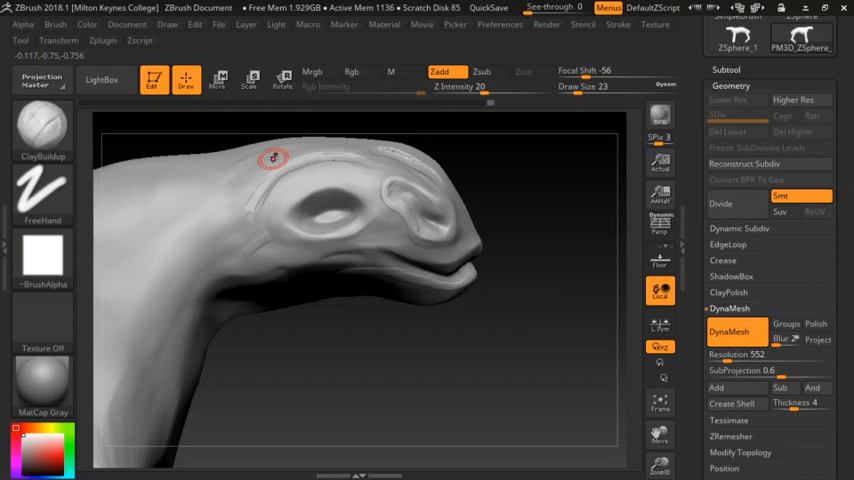 ZBrush 2018.1 [Milton Keynes College] ZBrush Document • Free Mem 1.929GB • Active Mem 1136 • Scratch Disk 85 QuickSave See-through 0 Menus DefaultZScript
Alpha Brush Color Document Draw Edit File Layer Light Macro Marker Material Movie Picker Preferences Render Stencil Stroke Texture
Tool Transform Zplugin Zscript
-0.117,-0.75,-0.756
Projection
Master
LightBox
Edit
Draw
Move
Scale
Rotate
Mrgb Rgb M
Rgb Intensity
Zadd Zsub Zcut
Z Intensity 20
Focal Shift -56
Draw Size 23 Dynam
ClayBuildup
FreeHand
~BrushAlpha
Texture Off
MatCap Gray
SPix 3
Actual
AAHalf
Dynamic
Persp
Floor
Local
L.Sym
XYZ
Frame
Move
Zoom3D
SimpleBrush ZSphere
ZSphere_1 PM3D_ZSphere_
Subtool
Geometry
Lower Res Higher Res
SDiv Cage Rstr
Del Lower Del Higher
Freeze SubDivision Levels
Reconstruct Subdiv
Convert BPR To Geo
Divide Smt
Suv ReUV
Dynamic Subdiv
EdgeLoop
Crease
ShadowBox
ClayPolish
DynaMesh
DynaMesh Groups Polish
Blur 2 Project
Resolution 552
SubProjection 0.6
Add Sub And
Create Shell Thickness 4
Tessimate
ZRemesher
Modify Topology
Position